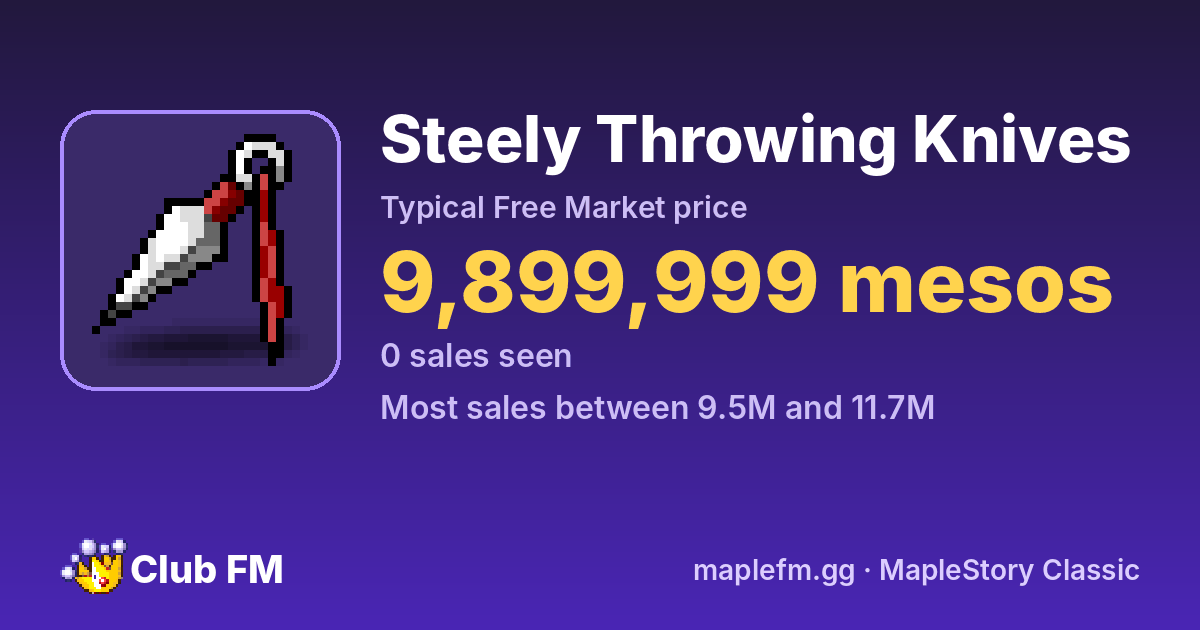 Steely Throwing Knives
Typical Free Market price
9,899,999 mesos
0 sales seen
Most sales between 9.5M and 11.7M
Club FM
maplefm.gg · MapleStory Classic